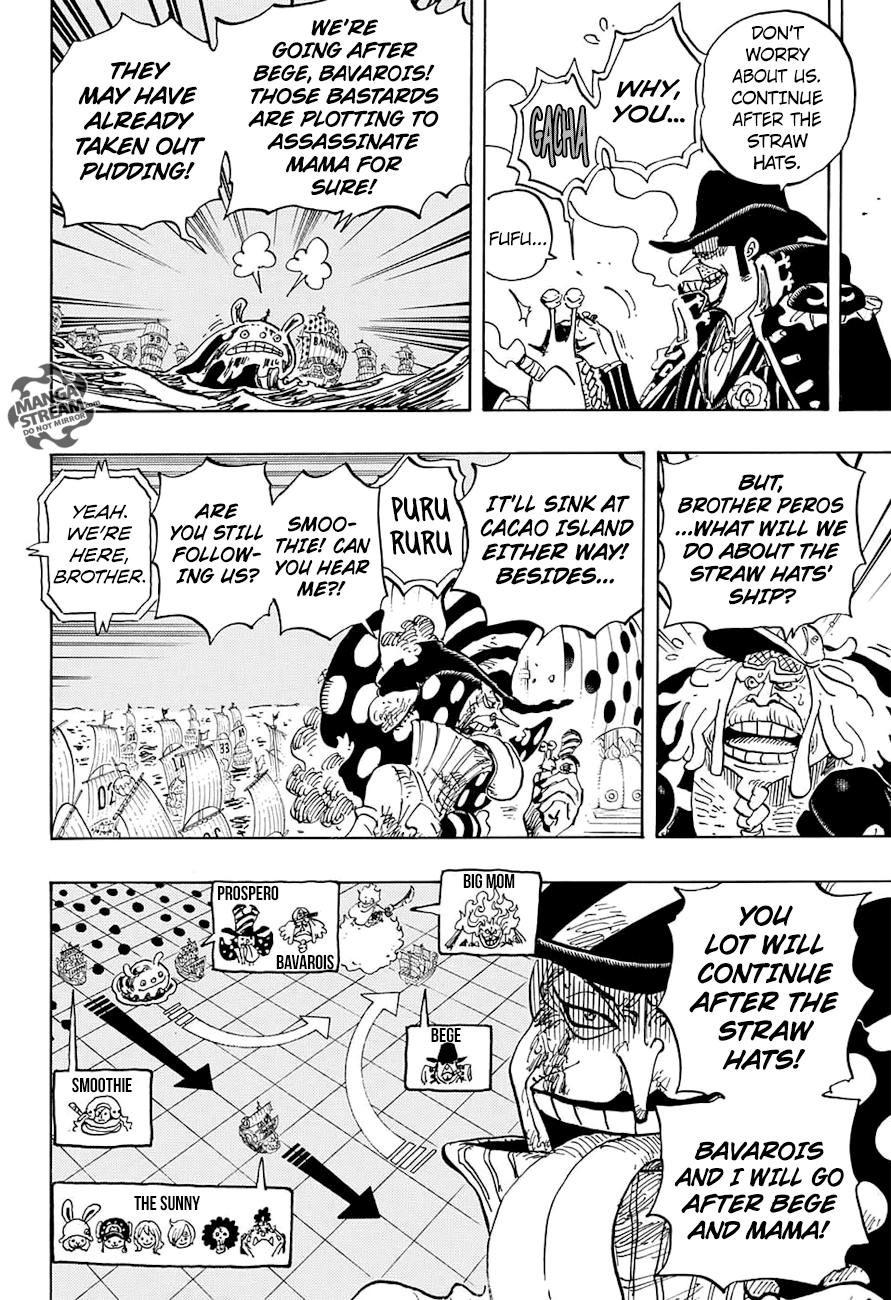 DON'T
WORRY
ABOUT US.
CONTINUE
AFTER THE
STRAW
HATS.
WHY,
YOU...
GACHA
FUFU...
WE'RE
GOING AFTER
BEGE, BAVAROIS!
THOSE BASTARDS
ARE PLOTTING TO
ASSASSINATE
MAMA FOR
SURE!
THEY
MAY HAVE
ALREADY
TAKEN OUT
PUDDING!
MANGA
STREAM.com
DO NOT MIRROR
BUT,
BROTHER PEROS
...WHAT WILL WE
DO ABOUT THE
STRAW HATS'
SHIP?
IT'LL SINK AT
CACAO ISLAND
EITHER WAY!
BESIDES...
PURU
RURU
SMOO-
THIE! CAN
YOU HEAR
ME?!
ARE
YOU STILL
FOLLOW-
ING US?
YEAH.
WE'RE
HERE,
BROTHER.
33
02
YOU
LOT WILL
CONTINUE
AFTER THE
STRAW
HATS!
BAVAROIS
AND I WILL GO
AFTER BEGE
AND MAMA!
BIG MOM
PROSPERO
BAVAROIS
BEGE
SMOOTHIE
THE SUNNY